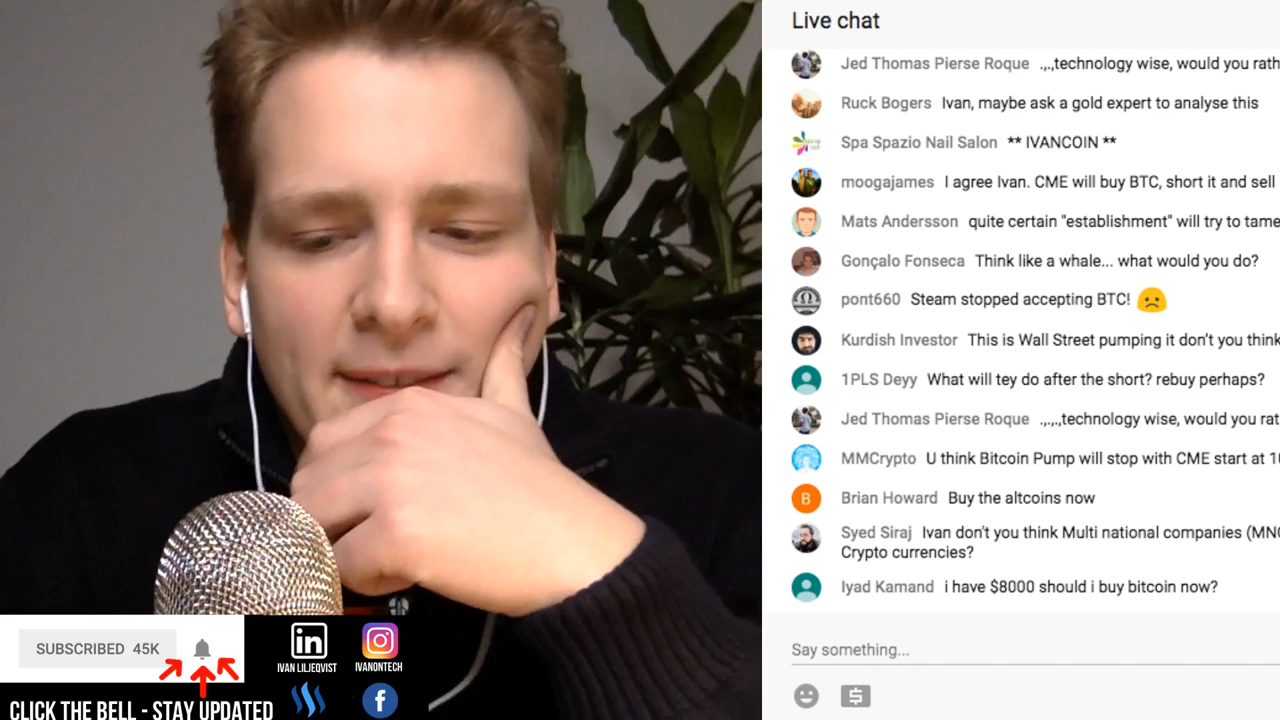 Live chat
Jed Thomas Pierse Roque .,.,technology wise, would you rath
Ruck Bogers Ivan, maybe ask a gold expert to analyse this
Spa Spazio Nail Salon ** IVANCOIN **
moogajames I agree Ivan. CME will buy BTC, short it and sell
Mats Andersson quite certain "establishment" will try to tame
Gonçalo Fonseca Think like a whale... what would you do?
pont660 Steam stopped accepting BTC!
Kurdish Investor This is Wall Street pumping it don't you think
1PLS Deyy What will tey do after the short? rebuy perhaps?
Jed Thomas Pierse Roque .,.,.,technology wise, would you rat
MMCrypto U think Bitcoin Pump will stop with CME start at 10
B Brian Howard Buy the altcoins now
Syed Siraj Ivan don't you think Multi national companies (MNC
Crypto currencies?
Iyad Kamand i have $8000 should i buy bitcoin now?
Say something...
SUBSCRIBED 45K
CLICK THE BELL - STAY UPDATED
IVAN LILJEQVIST
IVANONTECH